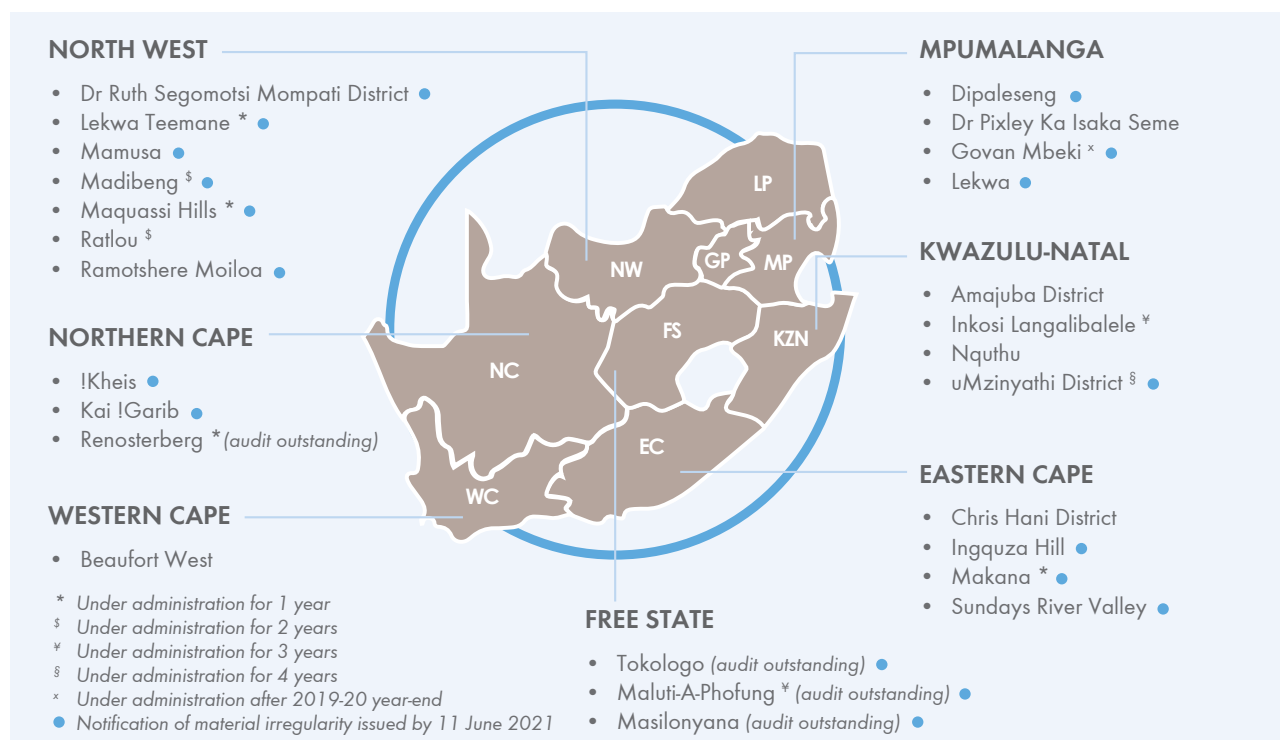 NORTH WEST
• Dr Ruth Segomotsi Mompati District ●
• Lekwa Teemane * ●
• Mamusa ●
• Madibeng $ ●
• Maquassi Hills * ●
• Ratlou $
• Ramotshere Moiloa ●
NORTHERN CAPE
• !Kheis ●
• Kai !Garib ●
• Renosterberg * (audit outstanding)
WESTERN CAPE
• Beaufort West
* Under administration for 1 year
$ Under administration for 2 years
¥ Under administration for 3 years
§ Under administration for 4 years
x Under administration after 2019-20 year-end
● Notification of material irregularity issued by 11 June 2021
LP
NW
GP
MP
FS
KZN
NC
EC
WC
FREE STATE
• Tokologo (audit outstanding) ●
• Maluti-A-Phofung ¥ (audit outstanding) ●
• Masilonyana (audit outstanding) ●
MPUMALANGA
• Dipaleseng ●
• Dr Pixley Ka Isaka Seme
• Govan Mbeki x ●
• Lekwa ●
KWAZULU-NATAL
• Amajuba District
• Inkosi Langalibalele ¥
• Nquthu
• uMzinyathi District § ●
EASTERN CAPE
• Chris Hani District
• Ingquza Hill ●
• Makana * ●
• Sundays River Valley ●